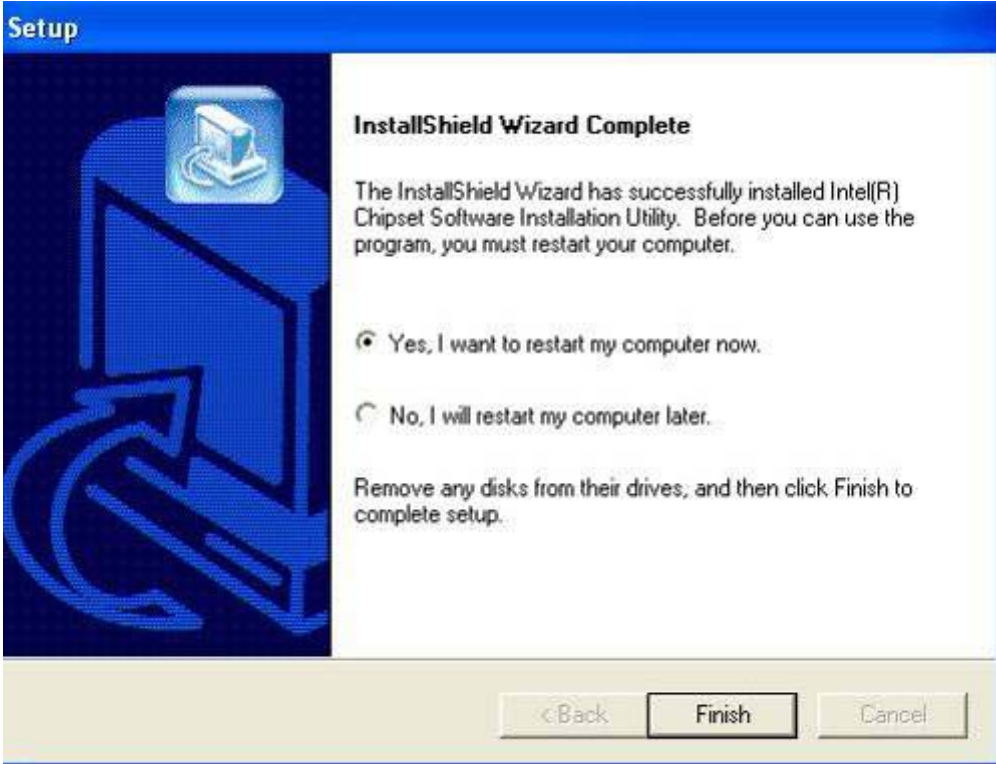 Setup
InstallShield Wizard Complete
The InstallShield Wizard has successfully installed Intel(R)
Chipset Software Installation Utility. Before you can use the
program, you must restart your computer.
Yes, I want to restart my computer now.
No, I will restart my computer later.
Remove any disks from their drives, and then click Finish to
complete setup.
< Back
Finish
Cancel